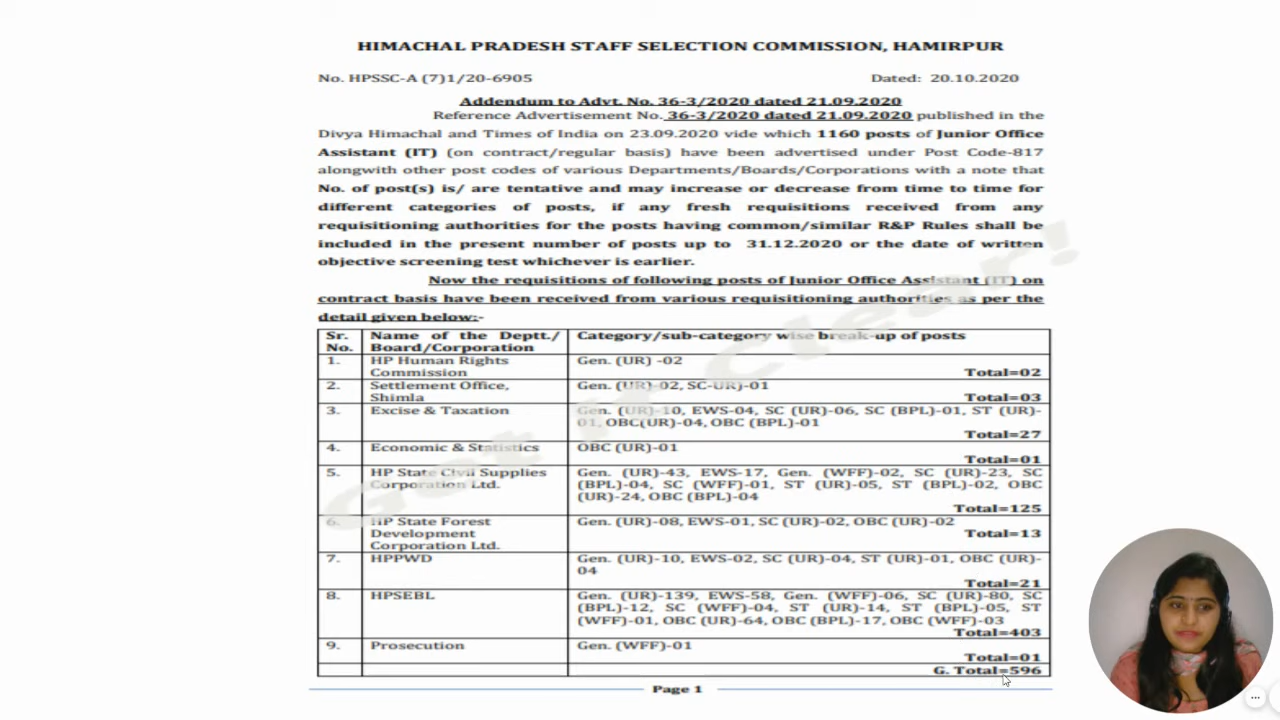 HIMACHAL PRADESH STAFF SELECTION COMMISSION, HAMIRPUR
No. HPSSC-A (7)1/20-6905 Dated: 20.10.2020
Addendum to Advt. No. 36-3/2020 dated 21.09.2020
Reference Advertisement No. 36-3/2020 dated 21.09.2020 published in the
Divya Himachal and Times of India on 23.09.2020 vide which 1160 posts of Junior Office
Assistant (IT) (on contract/regular basis) have been advertised under Post Code-817
alongwith other post codes of various Departments/Boards/Corporations with a note that
No. of post(s) is/ are tentative and may increase or decrease from time to time for
different categories of posts, if any fresh requisitions received from any
requisitioning authorities for the posts having common/similar R&P Rules shall be
included in the present number of posts up to 31.12.2020 or the date of written
objective screening test whichever is earlier.
Now the requisitions of following posts of Junior Office Assistant (IT) on
contract basis have been received from various requisitioning authorities as per the
detail given below:-
Sr. Name of the Deptt./ Category/sub-category wise break-up of posts
No. Board/Corporation
1. HP Human Rights Gen. (UR) -02
Commission Total=02
2. Settlement Office, Gen. (UR)-02, SC-UR)-01
Shimla Total=03
3. Excise & Taxation Gen. (UR)-10, EWS-04, SC (UR)-06, SC (BPL)-01, ST (UR)-
01, OBC(UR)-04, OBC (BPL)-01
Total=27
4. Economic & Statistics OBC (UR)-01
Total=01
5. HP State Civil Supplies Gen. (UR)-43, EWS-17, Gen. (WFF)-02, SC (UR)-23, SC
Corporation Ltd. (BPL)-04, SC (WFF)-01, ST (UR)-05, ST (BPL)-02, OBC
(UR)-24, OBC (BPL)-04
Total=125
6. HP State Forest Gen. (UR)-08, EWS-01, SC (UR)-02, OBC (UR)-02
Development Total=13
Corporation Ltd.
7. HPPWD Gen. (UR)-10, EWS-02, SC (UR)-04, ST (UR)-01, OBC (UR)-
04
Total=21
8. HPSEBL Gen. (UR)-139, EWS-58, Gen. (WFF)-06, SC (UR)-80, SC
(BPL)-12, SC (WFF)-04, ST (UR)-14, ST (BPL)-05, ST
(WFF)-01, OBC (UR)-64, OBC (BPL)-17, OBC (WFF)-03
Total=403
9. Prosecution Gen. (WFF)-01
Total=01
G. Total=596
Page 1
Get it Clear!